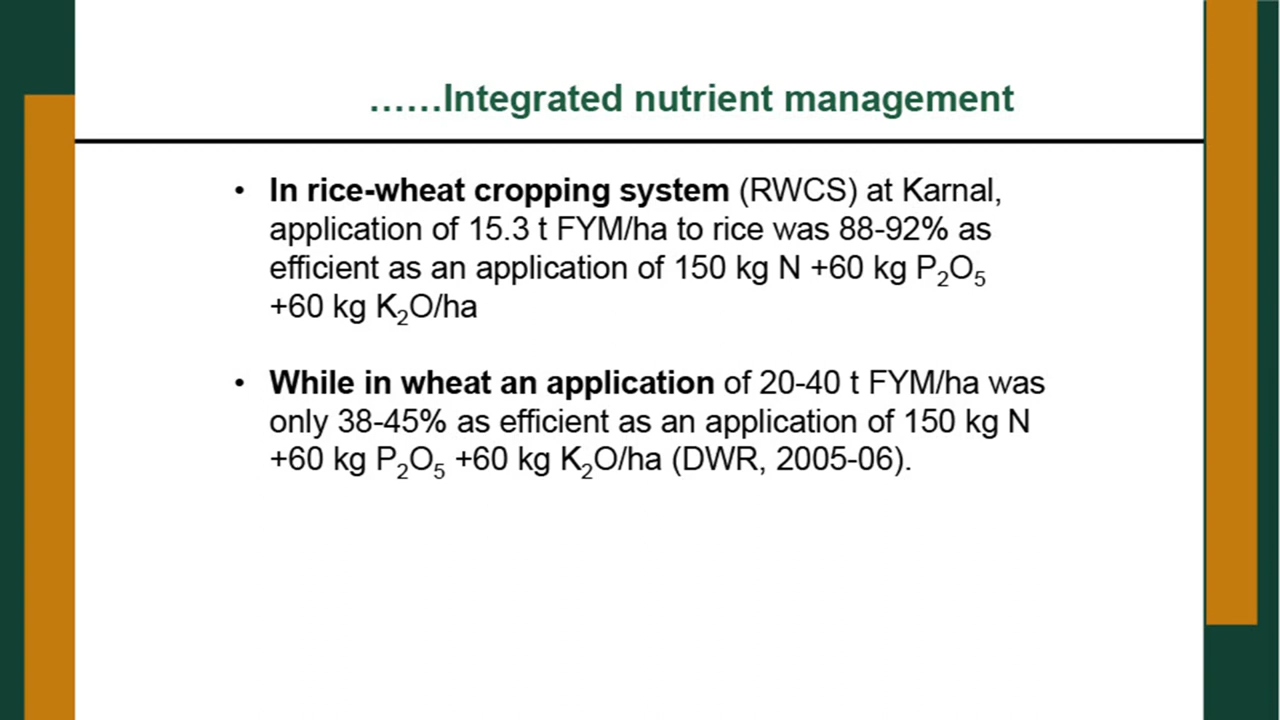 ......Integrated nutrient management
• In rice-wheat cropping system (RWCS) at Karnal,
application of 15.3 t FYM/ha to rice was 88-92% as
efficient as an application of 150 kg N +60 kg P₂O₅
+60 kg K₂O/ha
• While in wheat an application of 20-40 t FYM/ha was
only 38-45% as efficient as an application of 150 kg N
+60 kg P₂O₅ +60 kg K₂O/ha (DWR, 2005-06).